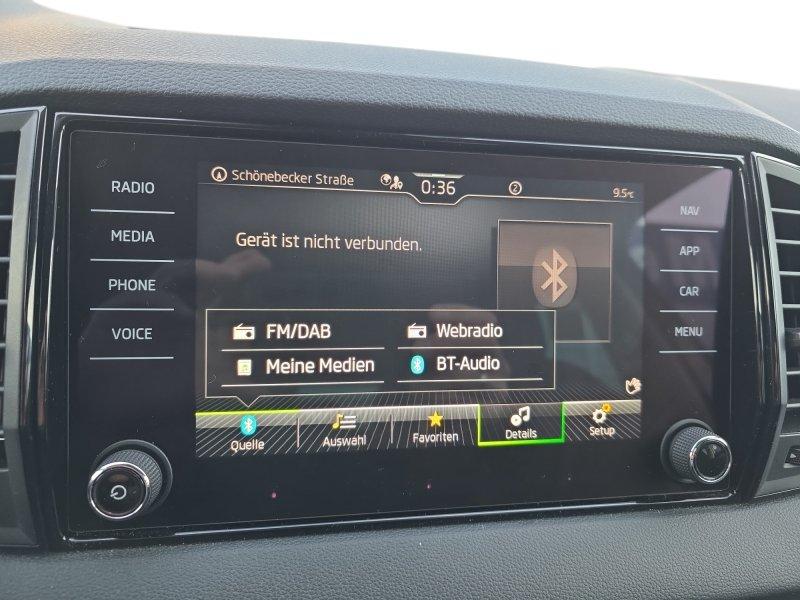 RADIO
MEDIA
PHONE
VOICE
Schönebecker Straße
0:36
2
9.5°C
Gerät ist nicht verbunden.
FM/DAB
Webradio
Meine Medien
BT-Audio
Quelle
Auswahl
Favoriten
Details
Setup
NAV
APP
CAR
MENU